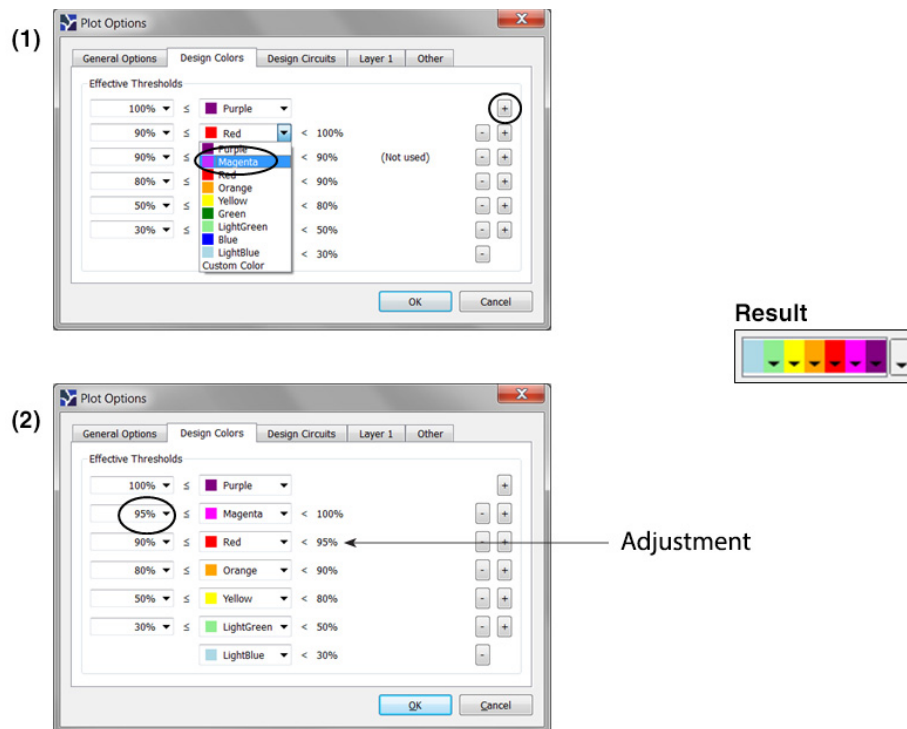 (1)
Plot Options
X
General Options Design Colors Design Circuits Layer 1 Other
Effective Thresholds
100% ≤ Purple +
90% ≤ Red < 100% - +
Purple
90% ≤ Magenta < 90% (Not used) - +
Red
80% ≤ Orange < 90% - +
Yellow
50% ≤ Green < 80% - +
LightGreen
30% ≤ Blue < 50% - +
LightBlue < 30% -
Custom Color
OK Cancel
Result
(2)
Plot Options
X
General Options Design Colors Design Circuits Layer 1 Other
Effective Thresholds
100% ≤ Purple +
95% ≤ Magenta < 100% - +
90% ≤ Red < 95% - + Adjustment
80% ≤ Orange < 90% - +
50% ≤ Yellow < 80% - +
30% ≤ LightGreen < 50% - +
LightBlue < 30% -
OK Cancel